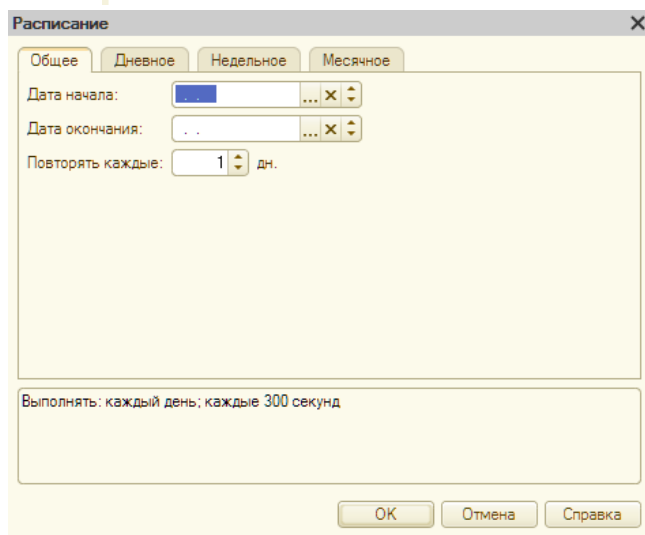 Расписание
Общее Дневное Недельное Месячное
Дата начала: . . ...
Дата окончания: . . ...
Повторять каждые: 1 дн.
Выполнять: каждый день; каждые 300 секунд
OK Отмена Справка